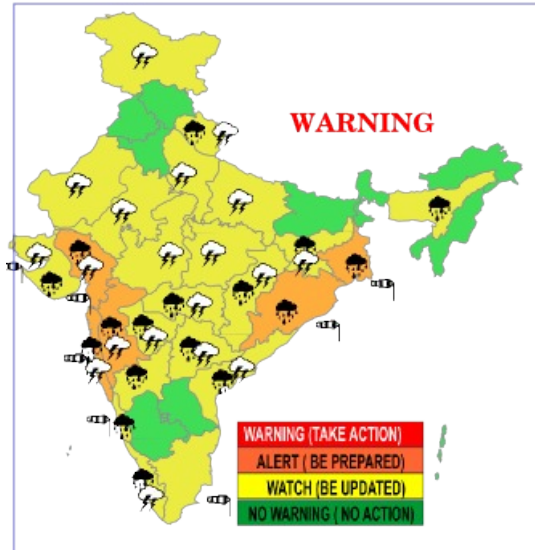 WARNING
WARNING (TAKE ACTION)
ALERT ( BE PREPARED)
WATCH (BE UPDATED)
NO WARNING ( NO ACTION)